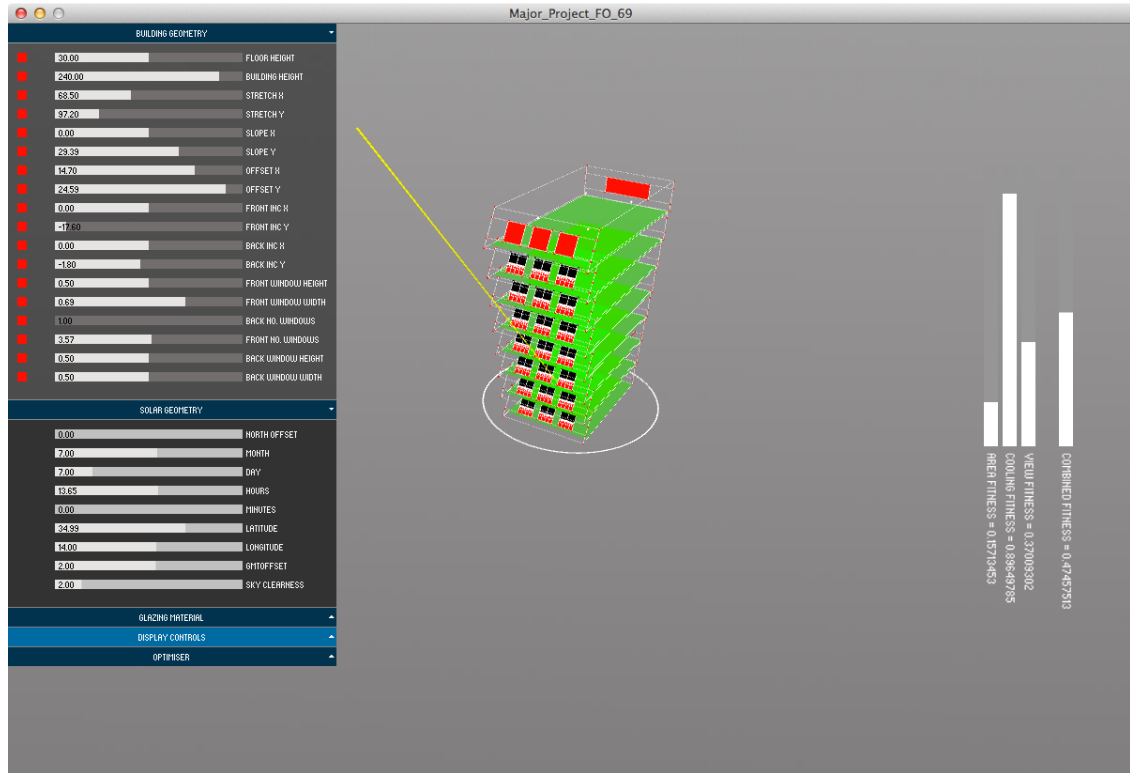 Major_Project_FO_69
BUILDING GEOMETRY
30.00 FLOOR HEIGHT
240.00 BUILDING HEIGHT
68.50 STRETCH X
97.20 STRETCH Y
0.00 SLOPE X
29.39 SLOPE Y
14.70 OFFSET X
24.59 OFFSET Y
0.00 FRONT INC X
-17.60 FRONT INC Y
0.00 BACK INC X
-1.80 BACK INC Y
0.50 FRONT WINDOW HEIGHT
0.69 FRONT WINDOW WIDTH
1.00 BACK NO. WINDOWS
3.57 FRONT NO. WINDOWS
0.50 BACK WINDOW HEIGHT
0.50 BACK WINDOW WIDTH
SOLAR GEOMETRY
0.00 NORTH OFFSET
7.00 MONTH
7.00 DAY
13.65 HOURS
0.00 MINUTES
34.99 LATITUDE
14.00 LONGITUDE
2.00 GMTOFFSET
2.00 SKY CLEARNESS
GLAZING MATERIAL
DISPLAY CONTROLS
OPTIMISER
AREA FITNESS = 0.15713453
COOLING FITNESS = 0.89649785
VIEW FITNESS = 0.37009302
COMBINED FITNESS = 0.47457513